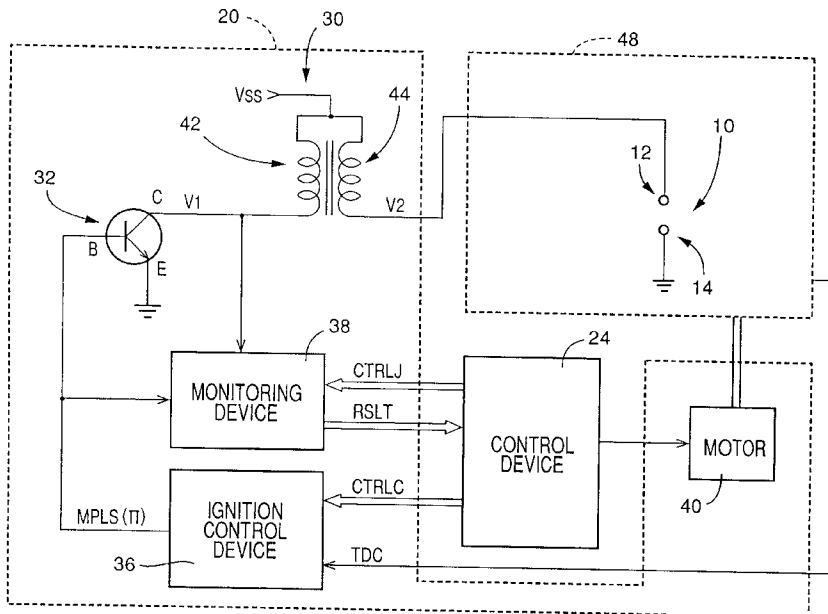 20
30
48
VSS
42
44
10
12
32
C
V1
V2
B
E
14
38
24
CTRLJ
MONITORING
DEVICE
RSLT
CONTROL
DEVICE
MOTOR
40
CTRLC
IGNITION
CONTROL
DEVICE
MPLS(Π)
36
TDC